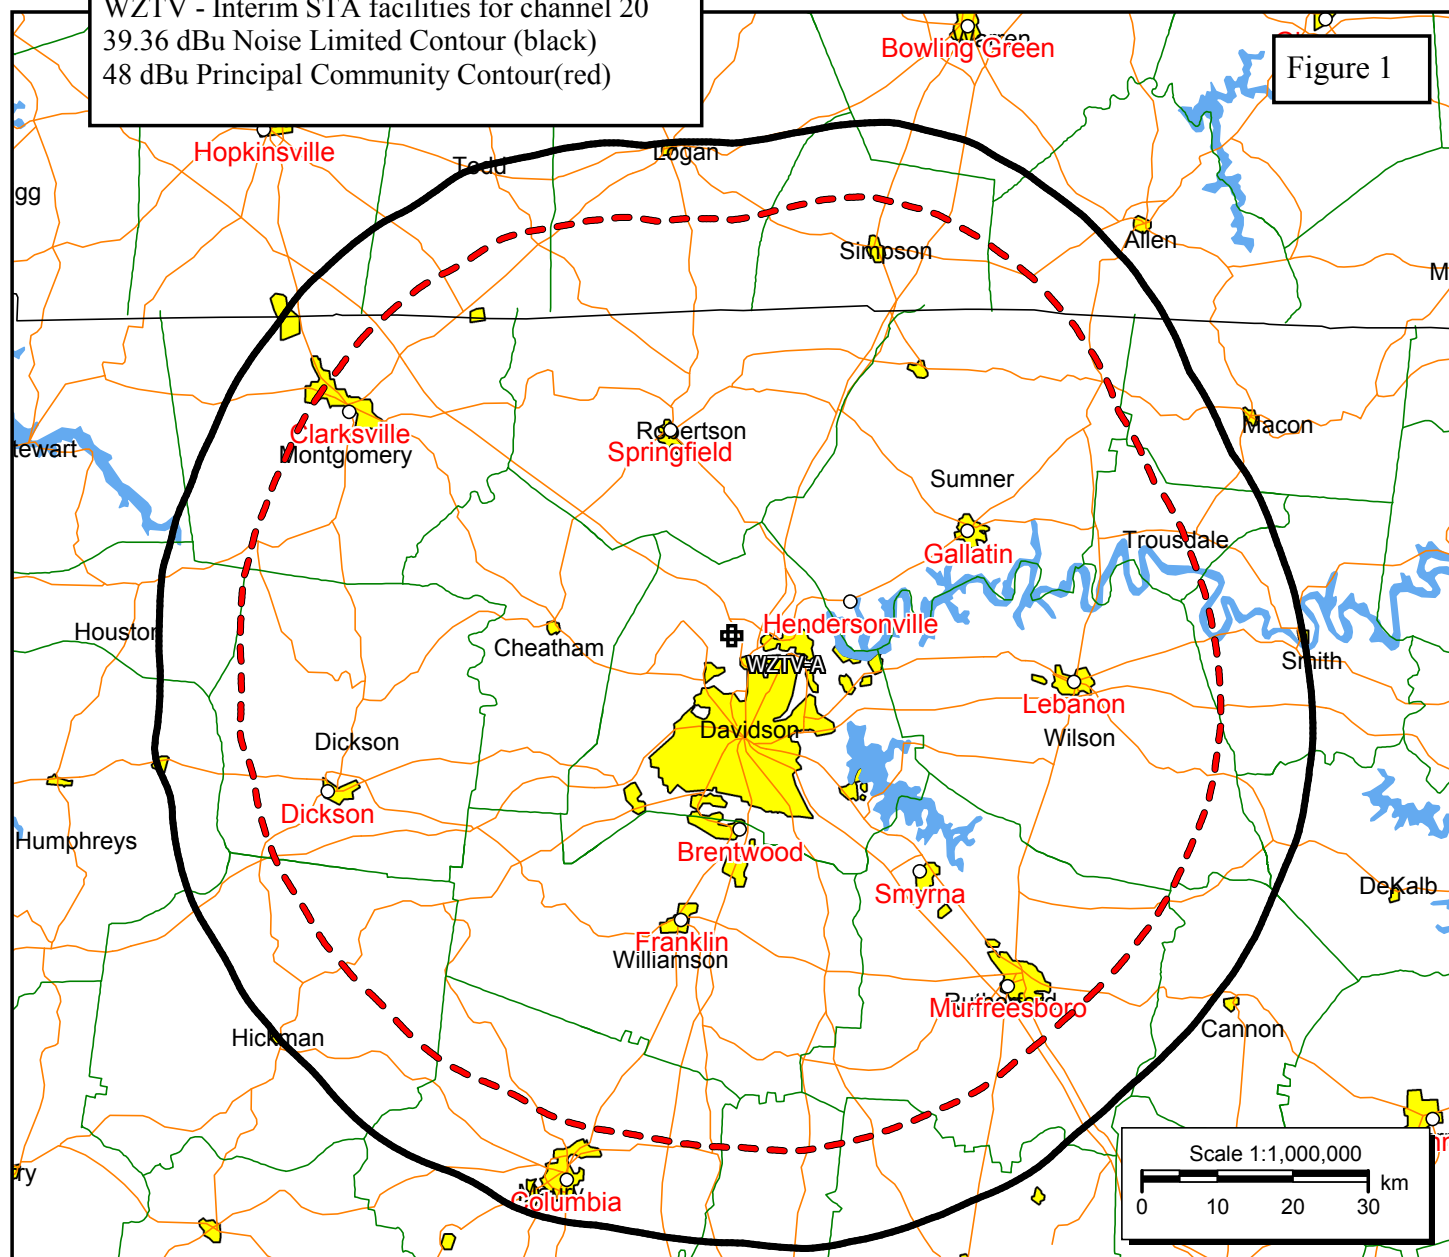 WZTV - Interim STA facilities for channel 20
39.36 dBu Noise Limited Contour (black)
48 dBu Principal Community Contour(red)
Figure 1
Bowling Green
Hopkinsville
Todd
Logan
gg
Allen
Simpson
M
Clarksville
Montgomery
Robertson
Springfield
Macon
tewart
Sumner
Gallatin
Trousdale
Houston
Cheatham
Hendersonville
WZTV-A
Smith
Lebanon
Wilson
Davidson
Dickson
Dickson
Humphreys
Brentwood
Smyrna
DeKalb
Franklin
Williamson
Murfreesboro
Cannon
Hickman
ry
Columbia
Scale 1:1,000,000
km
0 10 20 30